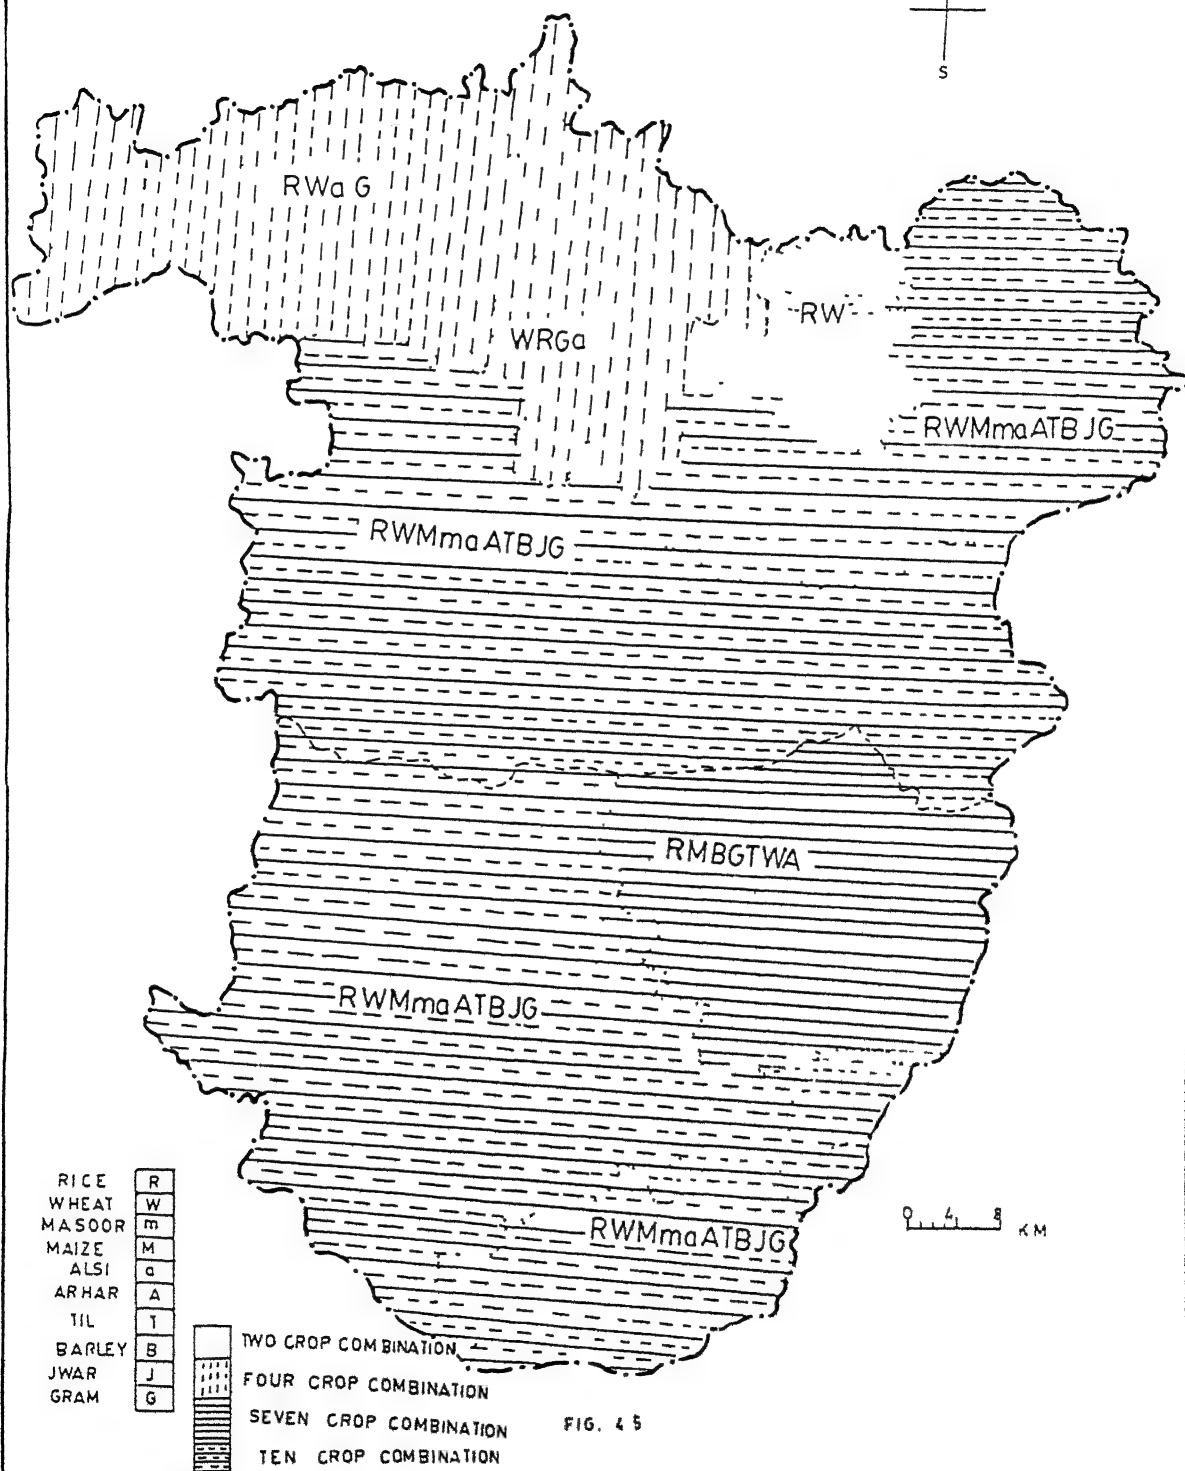 S
RWaG
RW
WRGa
RWMmaATBJG
RWMmaATBJG
RMBGTWA
RWMmaATBJG
RWMmaATBJG
RICE R
WHEAT W
MASOOR m
MAIZE M
ALSI a
ARHAR A
TIL T
BARLEY B
JWAR J
GRAM G
0 4 8 KM
TWO CROP COMBINATION
FOUR CROP COMBINATION
SEVEN CROP COMBINATION
TEN CROP COMBINATION
FIG. 4 5